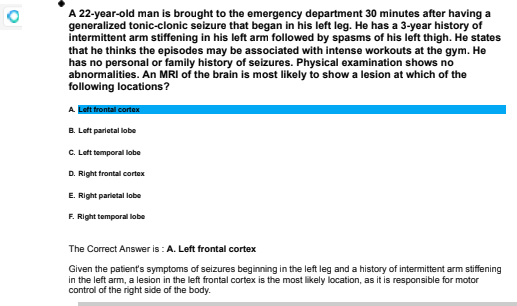 A 22-year-old man is brought to the emergency department 30 minutes after having a
generalized tonic-clonic seizure that began in his left leg. He has a 3-year history of
intermittent arm stiffening in his left arm followed by spasms of his left thigh. He states
that he thinks the episodes may be associated with intense workouts at the gym. He
has no personal or family history of seizures. Physical examination shows no
abnormalities. An MRI of the brain is most likely to show a lesion at which of the
following locations?
A. Left frontal cortex
B. Left parietal lobe
C. Left temporal lobe
D. Right frontal cortex
E. Right parietal lobe
F. Right temporal lobe
The Correct Answer is : A. Left frontal cortex
Given the patient's symptoms of seizures beginning in the left leg and a history of intermittent arm stiffening
in the left arm, a lesion in the left frontal cortex is the most likely location, as it is responsible for motor
control of the right side of the body.